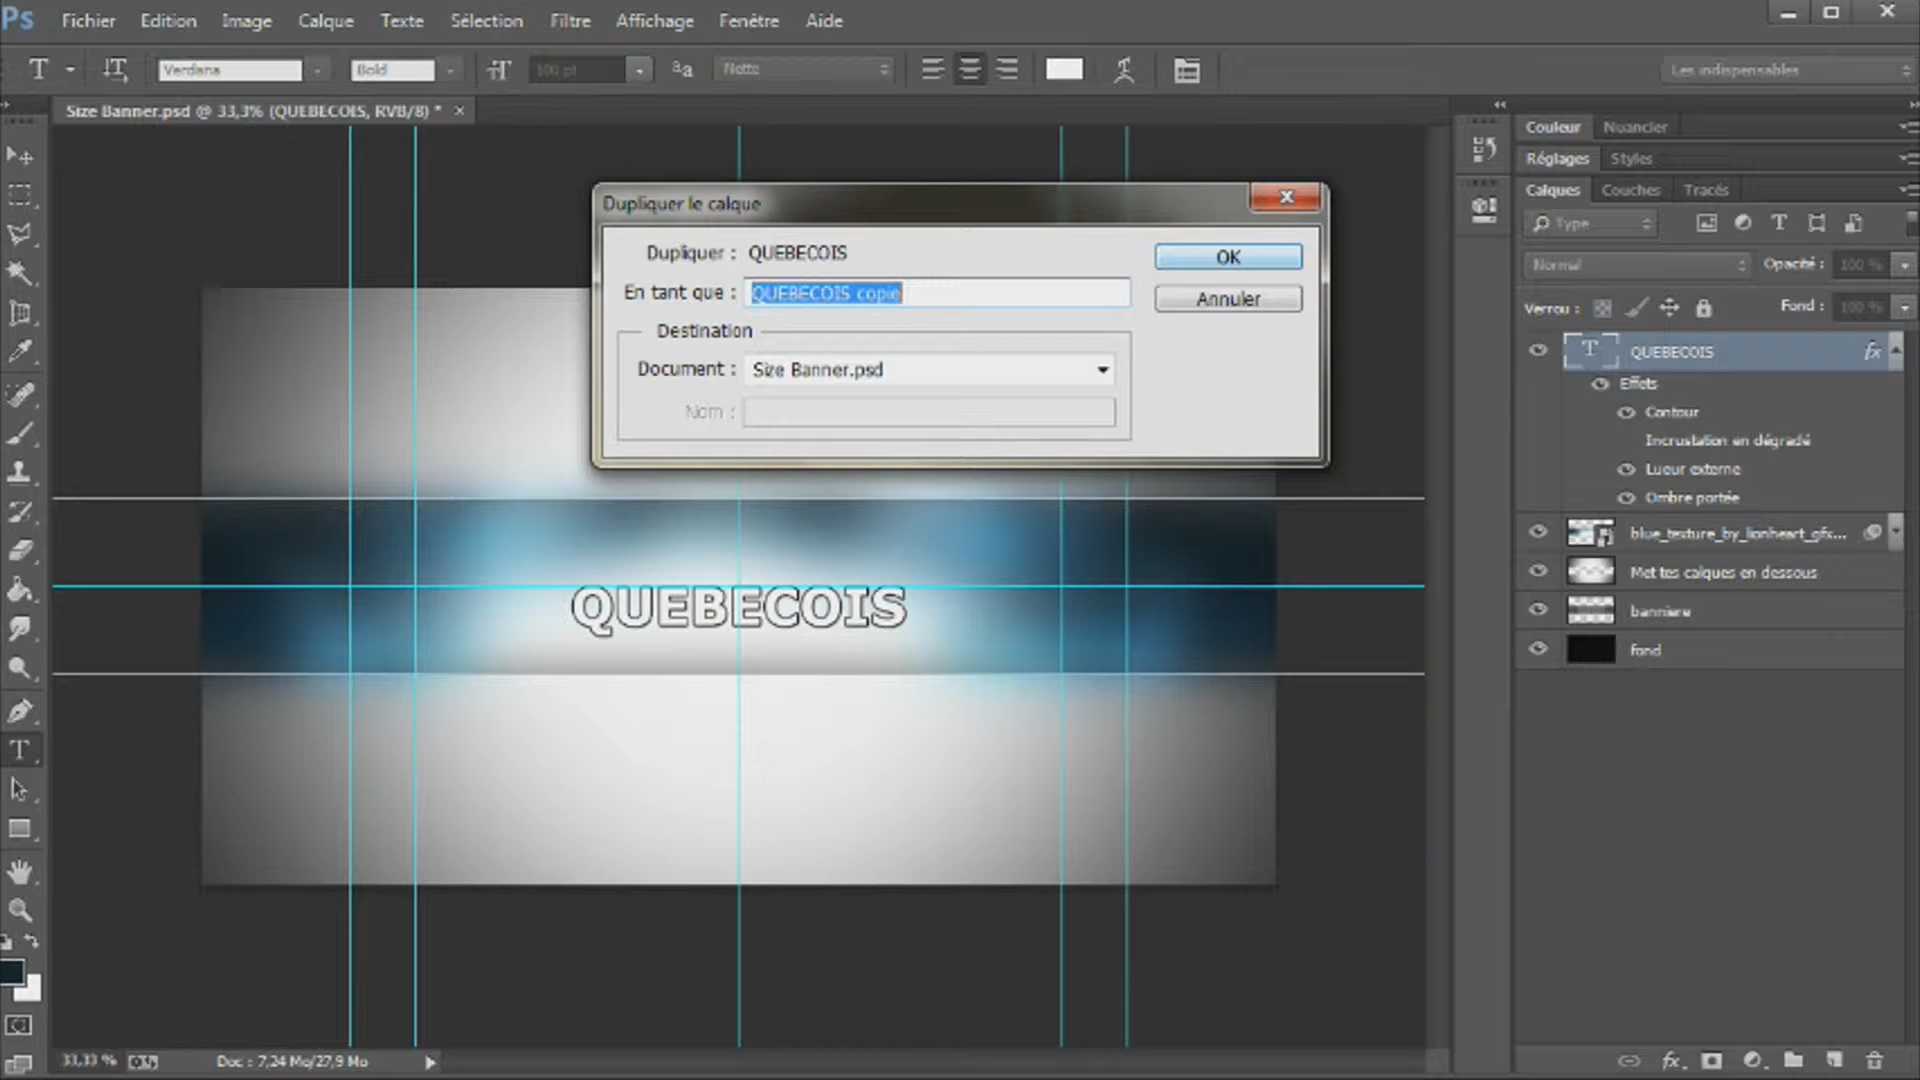 Ps Fichier Edition Image Calque Texte Sélection Filtre Affichage Fenêtre Aide
T Verdana Bold 100 pt aa Nette Les indispensables
Size Banner.psd @ 33,3% (QUEBECOIS, RVB/8) * ×
Couleur Nuancier
Réglages Styles
Calques Couches Tracés
Type
Normal Opacité : 100 %
Verrou : Fond : 100 %
T QUEBECOIS fx
Effets
Contour
Incrustation en dégradé
Lueur externe
Ombre portée
blue_texture_by_lionheart_gfx...
Met tes calques en dessous
banniere
fond
Dupliquer le calque
Dupliquer : QUEBECOIS
OK
En tant que : QUEBECOIS copie
Annuler
Destination
Document : Size Banner.psd
Nom :
QUEBECOIS
33,33 % Doc : 7,24 Mo/27,9 Mo
fx